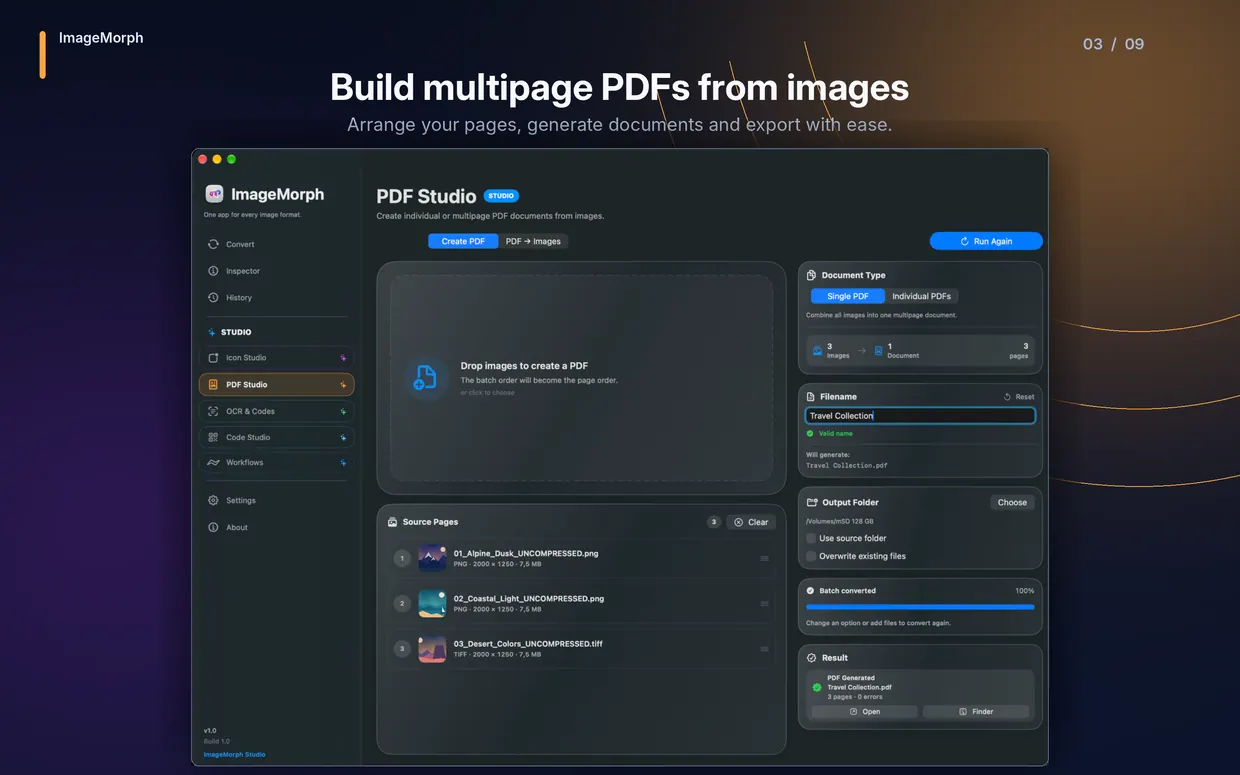 ImageMorph
03 / 09
Build multipage PDFs from images
Arrange your pages, generate documents and export with ease.
ImageMorph
One app for every image format.
Convert
Inspector
History
STUDIO
Icon Studio
PDF Studio
OCR & Codes
Code Studio
Workflows
Settings
About
v1.0
Build 1.0
ImageMorph Studio
PDF Studio STUDIO
Create individual or multipage PDF documents from images.
Create PDF PDF → Images
Run Again
Drop images to create a PDF
The batch order will become the page order.
or click to choose
Source Pages 3 Clear
1 01_Alpine_Dusk_UNCOMPRESSED.png
PNG · 2000 × 1250 · 7,5 MB
2 02_Coastal_Light_UNCOMPRESSED.png
PNG · 2000 × 1250 · 7,5 MB
3 03_Desert_Colors_UNCOMPRESSED.tiff
TIFF · 2000 × 1250 · 7,5 MB
Document Type
Single PDF Individual PDFs
Combine all images into one multipage document.
3 → 1 3
Images Document pages
Filename Reset
Travel Collection
Valid name
Will generate:
Travel Collection.pdf
Output Folder Choose
/Volumes/mSD 128 GB
Use source folder
Overwrite existing files
Batch converted 100%
Change an option or add files to convert again.
Result
PDF Generated
Travel Collection.pdf
3 pages · 0 errors
Open Finder